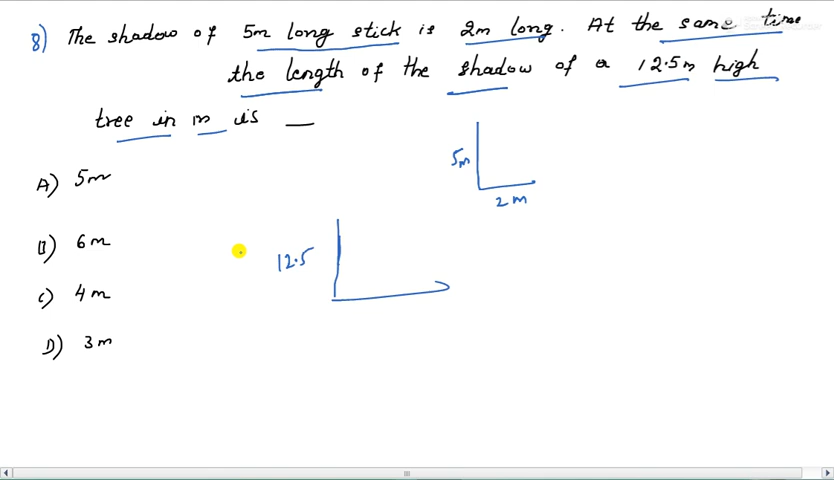 8) The shadow of 5m long stick is 2m long. At the same time
the length of the shadow of a 12.5m high
tree in m is __
A) 5m
B) 6m
C) 4m
D) 3m
5m
2 m
12.5